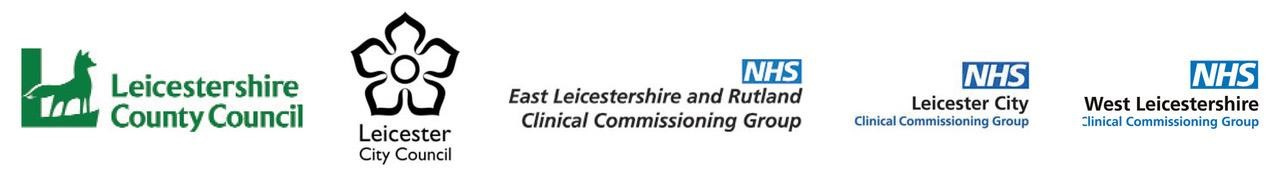 Leicestershire
County Council
Leicester
City Council
NHS
East Leicestershire and Rutland
Clinical Commissioning Group
NHS
Leicester City
Clinical Commissioning Group
NHS
West Leicestershire
Clinical Commissioning Group